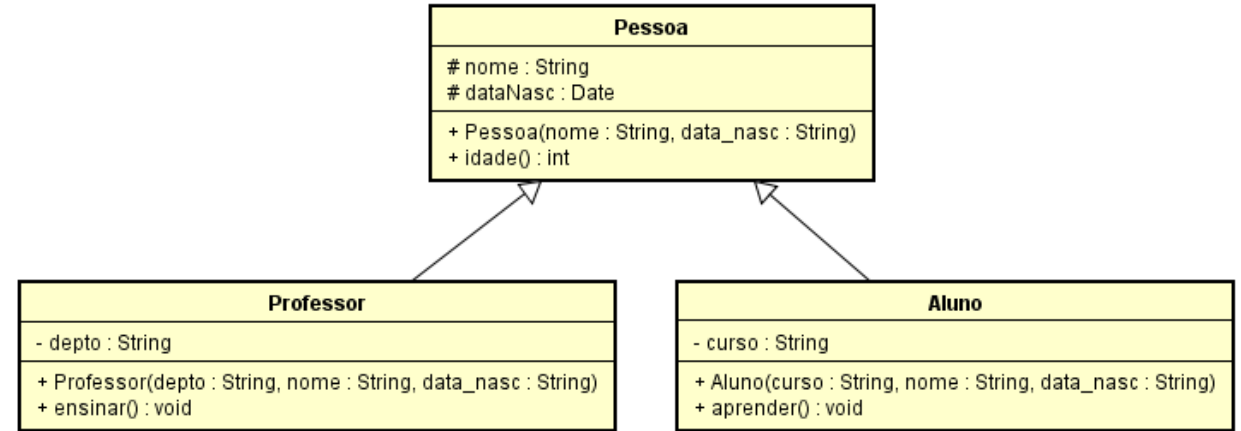 Pessoa
# nome : String
# dataNasc : Date
+ Pessoa(nome : String, data_nasc : String)
+ idade() : int
Professor
- depto : String
+ Professor(depto : String, nome : String, data_nasc : String)
+ ensinar() : void
Aluno
- curso : String
+ Aluno(curso : String, nome : String, data_nasc : String)
+ aprender() : void